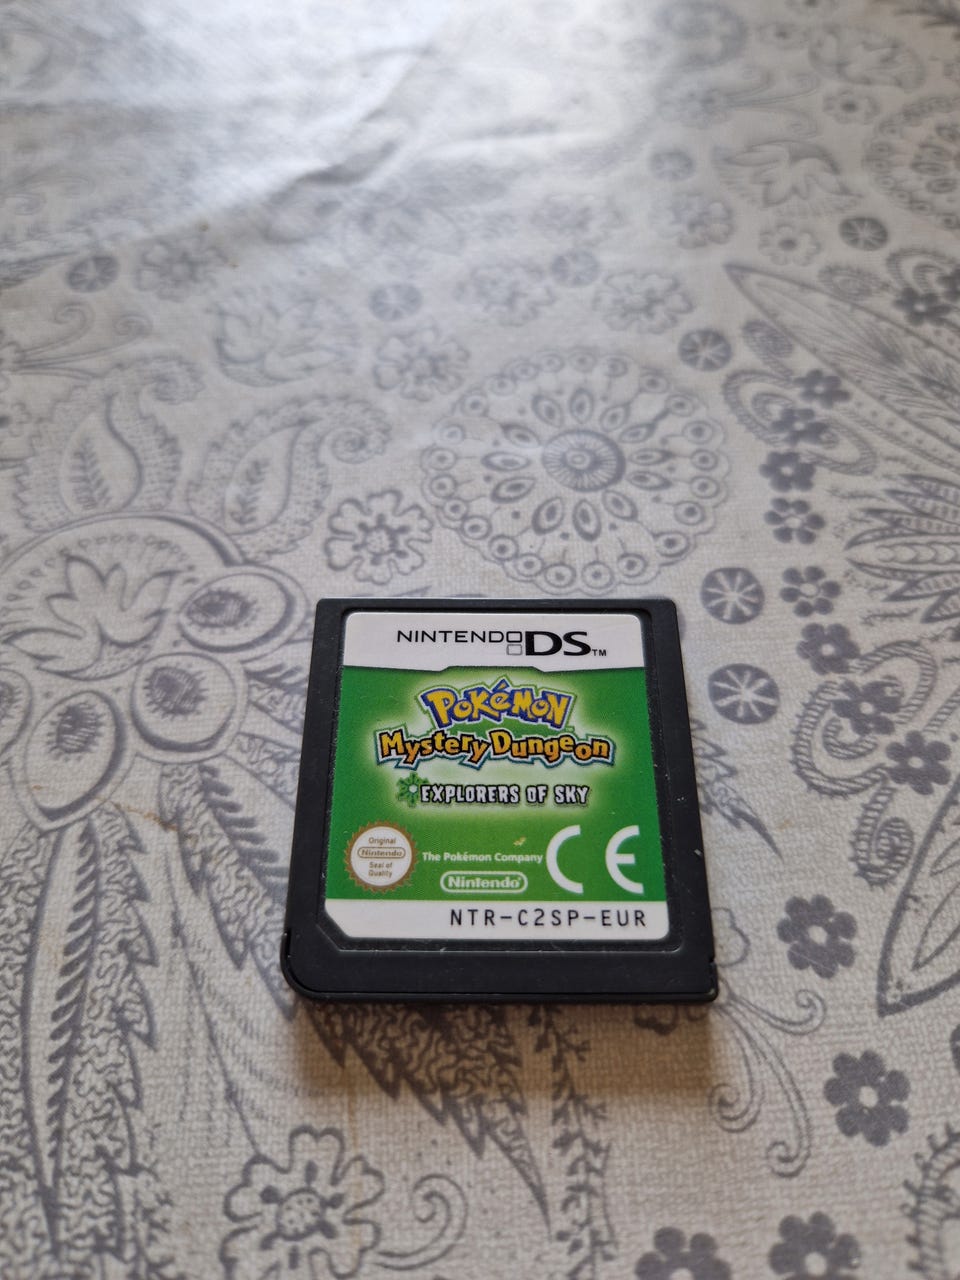 NINTENDO DS™
POKéMON
Mystery Dungeon
EXPLORERS OF SKY
Original
Nintendo
Seal of
Quality
The Pokémon Company
Nintendo
CE
NTR-C2SP-EUR